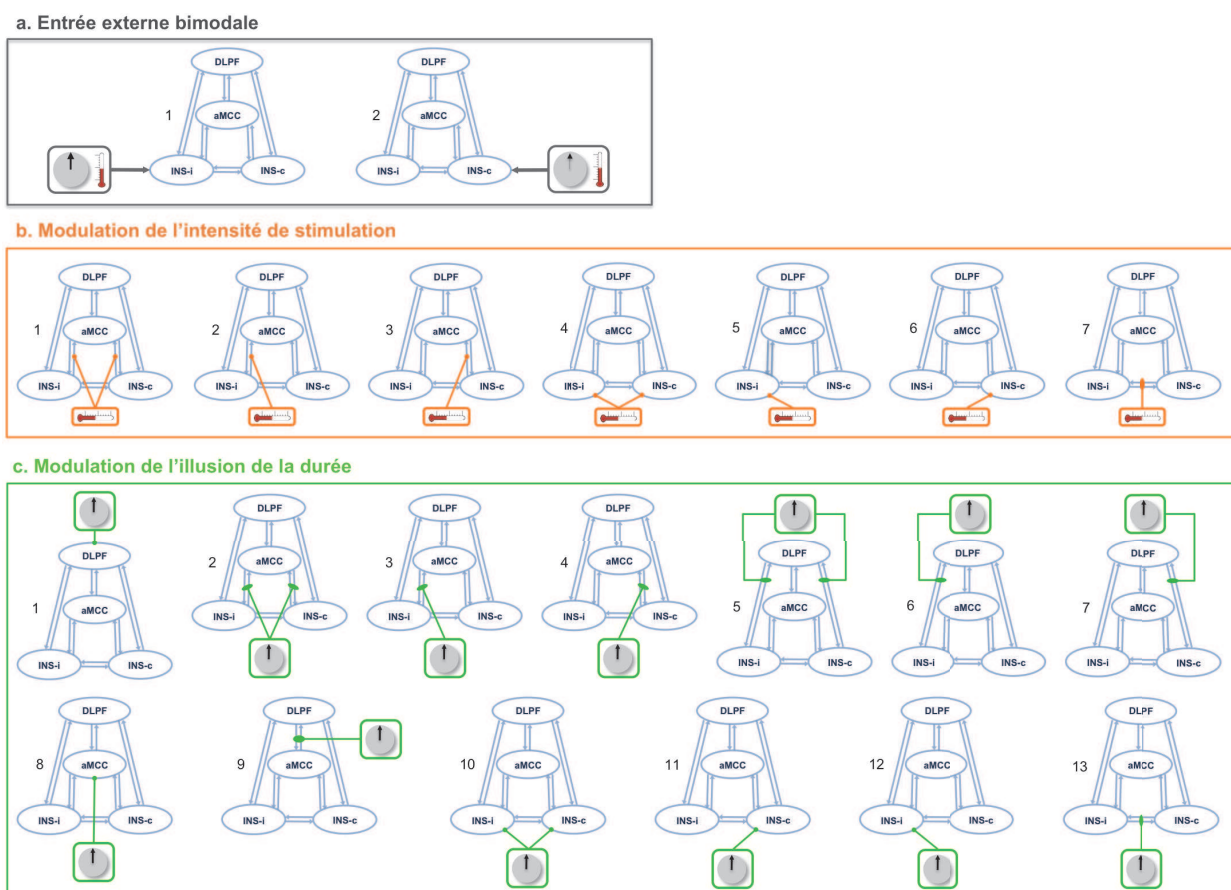 a. Entrée externe bimodale
DLPF DLPF
1 aMCC 2 aMCC
INS-i INS-c INS-i INS-c
b. Modulation de l'intensité de stimulation
DLPF DLPF DLPF DLPF DLPF DLPF DLPF
1 aMCC 2 aMCC 3 aMCC 4 aMCC 5 aMCC 6 aMCC 7 aMCC
INS-i INS-c INS-i INS-c INS-i INS-c INS-i INS-c INS-i INS-c INS-i INS-c INS-i INS-c
c. Modulation de l'illusion de la durée
DLPF DLPF DLPF
2 aMCC 3 aMCC 4 aMCC
INS-i INS-c INS-i INS-c INS-i INS-c
DLPF DLPF DLPF DLPF
1 aMCC 5 aMCC 6 aMCC 7 aMCC
INS-i INS-c INS-i INS-c INS-i INS-c INS-i INS-c
DLPF DLPF DLPF DLPF DLPF DLPF
8 aMCC 9 aMCC 10 aMCC 11 aMCC 12 aMCC 13 aMCC
INS-i INS-c INS-i INS-c INS-i INS-c INS-i INS-c INS-i INS-c INS-i INS-c